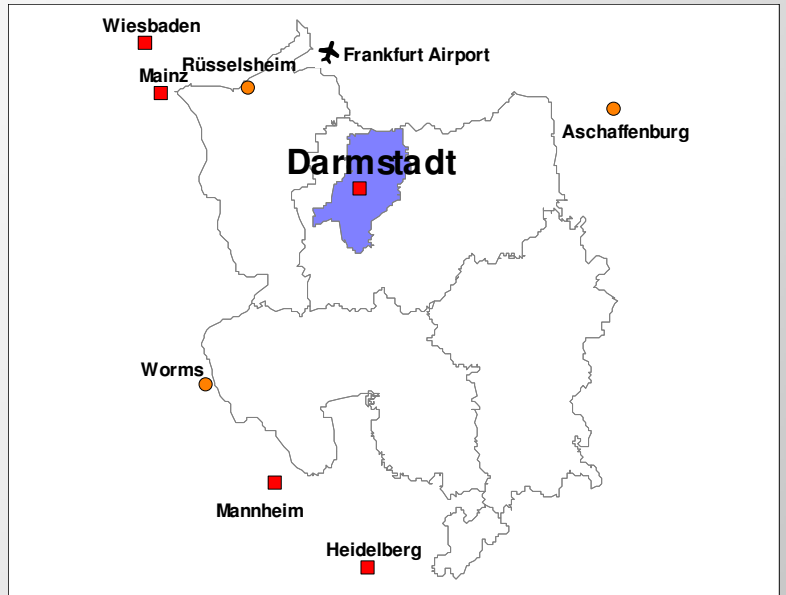 Wiesbaden
Frankfurt Airport
Rüsselsheim
Mainz
Aschaffenburg
Darmstadt
Worms
Mannheim
Heidelberg